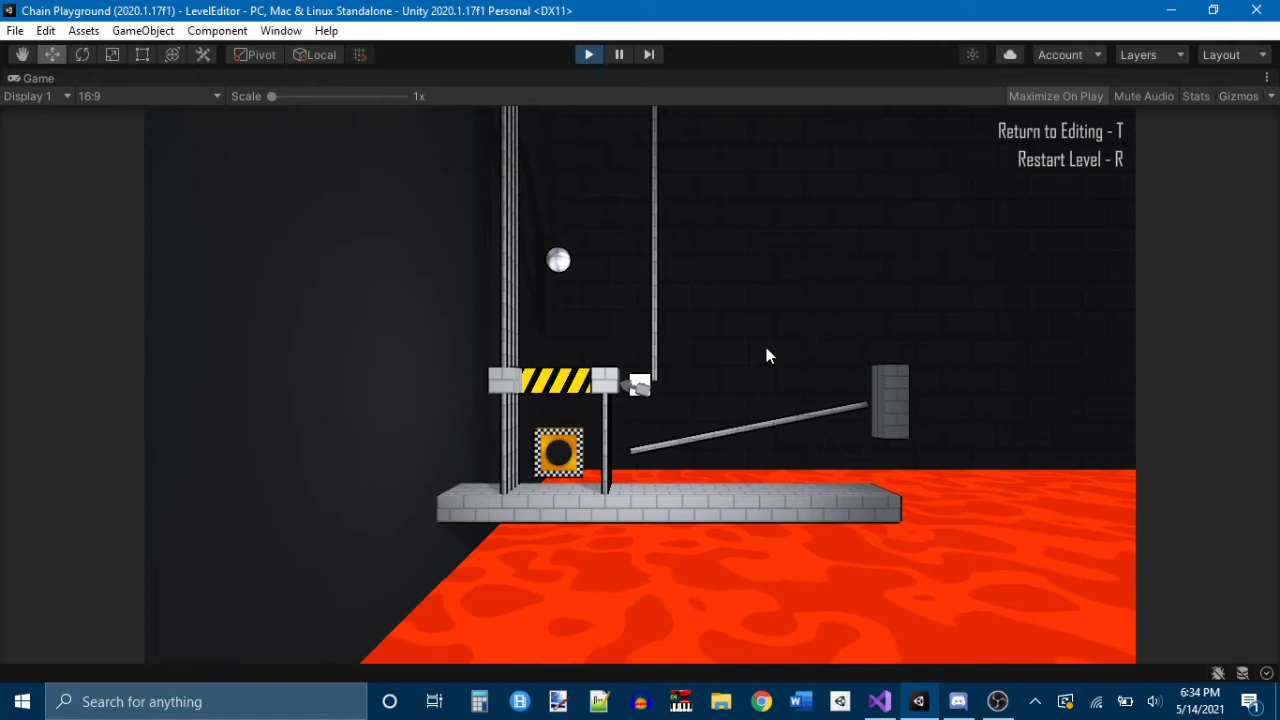 Chain Playground (2020.1.17f1) - LevelEditor - PC, Mac & Linux Standalone - Unity 2020.1.17f1 Personal <DX11>
File Edit Assets GameObject Component Window Help
Pivot Local Account Layers Layout
Game
Display 1 16:9 Scale 1x Maximize On Play Mute Audio Stats Gizmos
Return to Editing - T
Restart Level - R
Search for anything
6:34 PM
5/14/2021
1